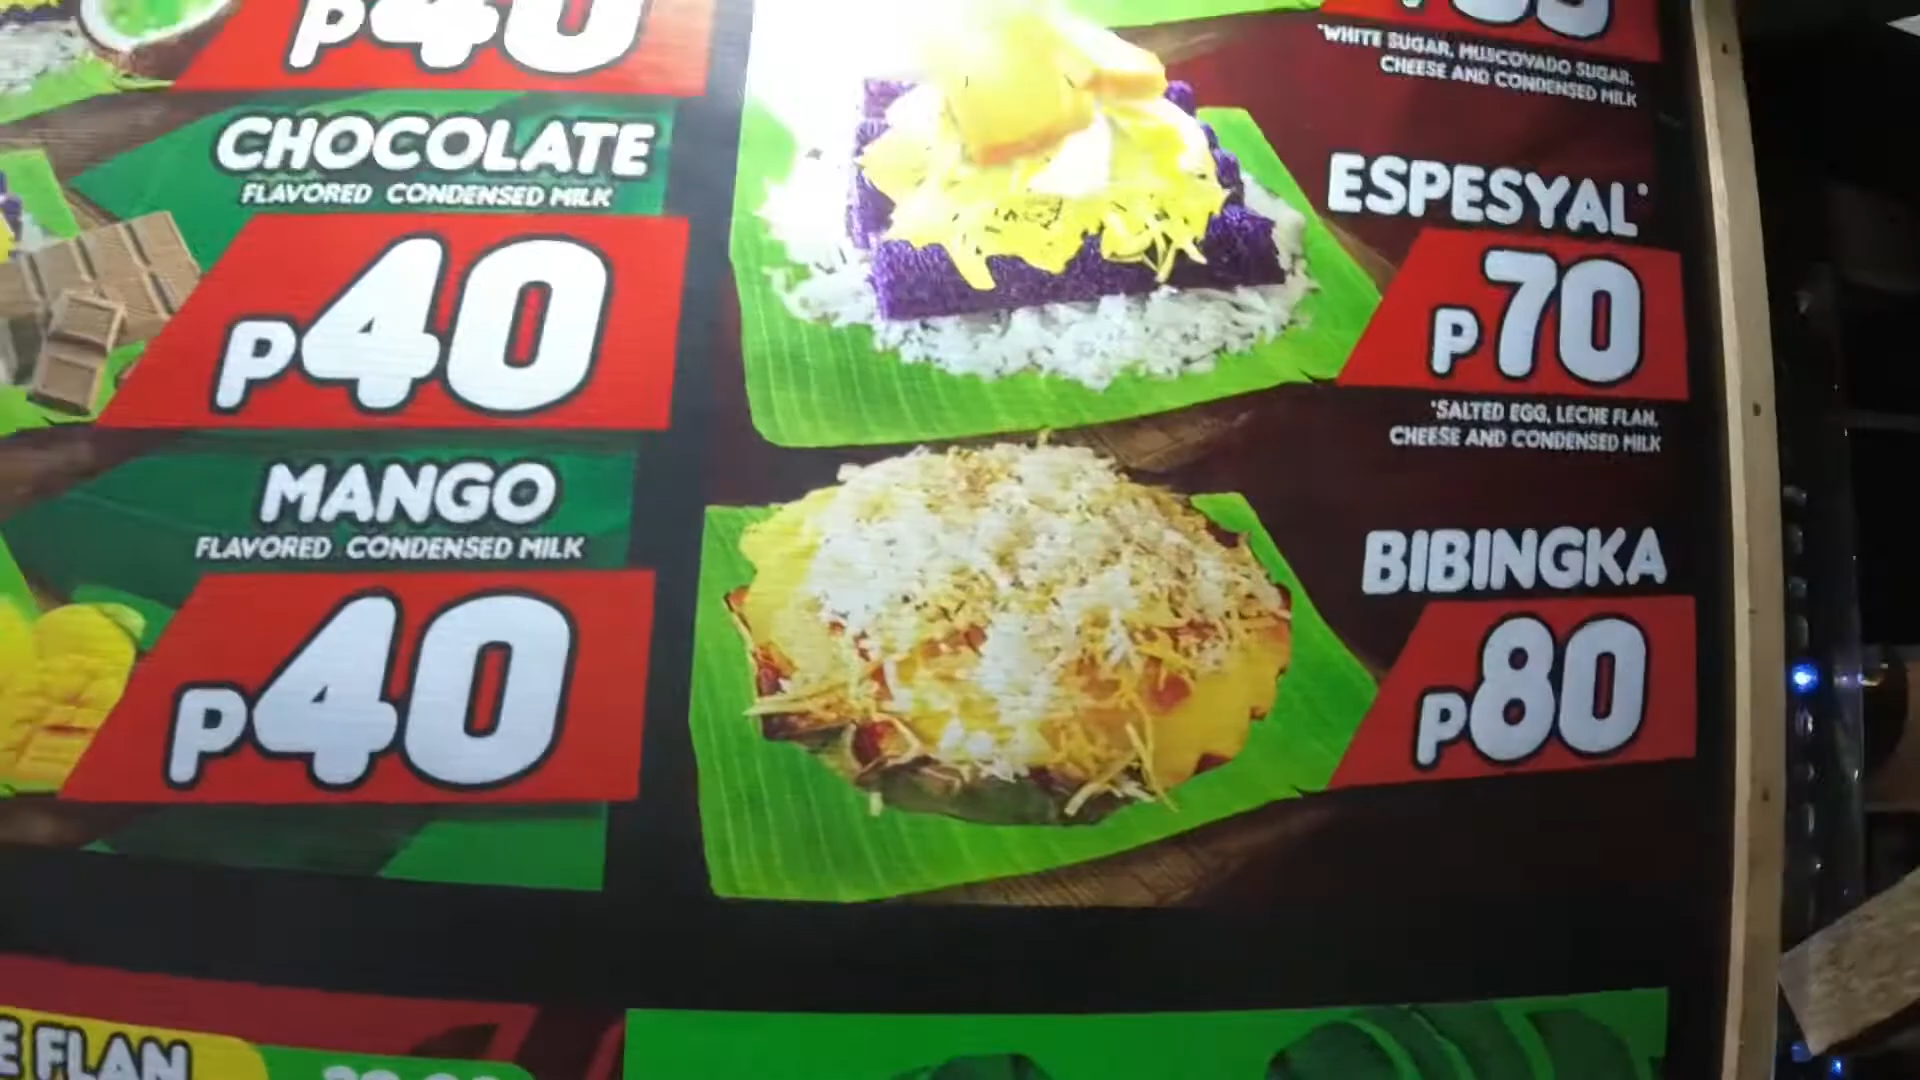 P40
CHOCOLATE
FLAVORED CONDENSED MILK
P40
MANGO
FLAVORED CONDENSED MILK
P40
*WHITE SUGAR, MUSCOVADO SUGAR,
CHEESE AND CONDENSED MILK
ESPESYAL*
P70
*SALTED EGG, LECHE FLAN,
CHEESE AND CONDENSED MILK
BIBINGKA
P80
FLAN